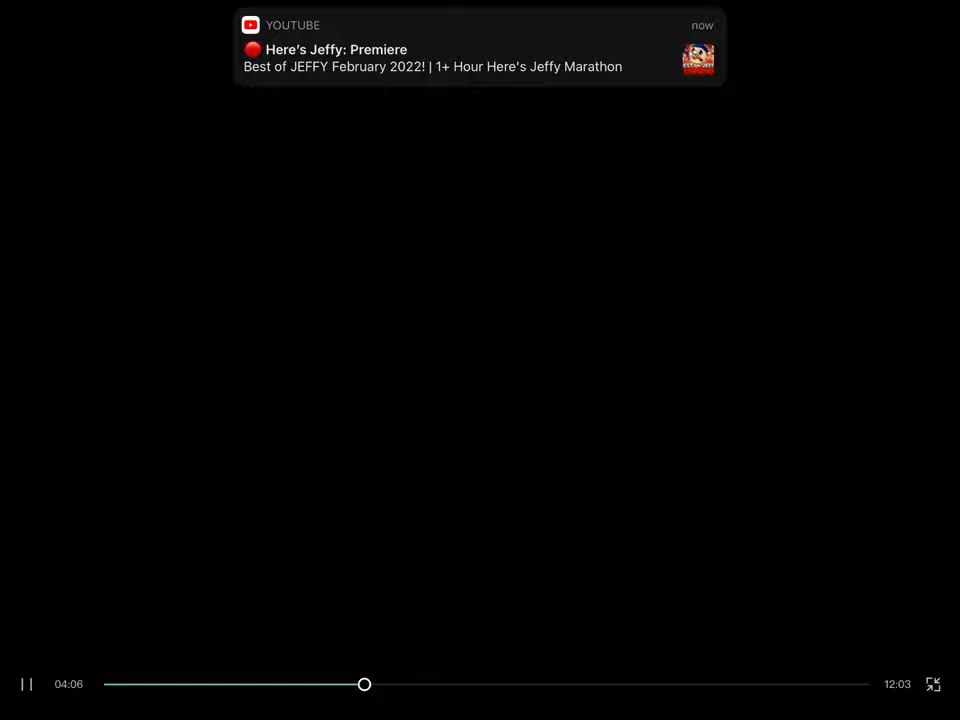 YOUTUBE
now
🔴 Here's Jeffy: Premiere
Best of JEFFY February 2022! | 1+ Hour Here's Jeffy Marathon
04:06
12:03